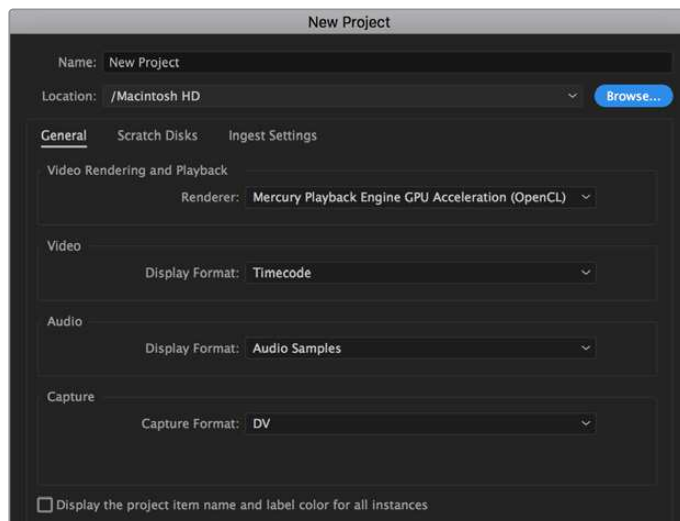 New Project
Name: New Project
Location: /Macintosh HD Browse...
General Scratch Disks Ingest Settings
Video Rendering and Playback
Renderer: Mercury Playback Engine GPU Acceleration (OpenCL)
Video
Display Format: Timecode
Audio
Display Format: Audio Samples
Capture
Capture Format: DV
Display the project item name and label color for all instances